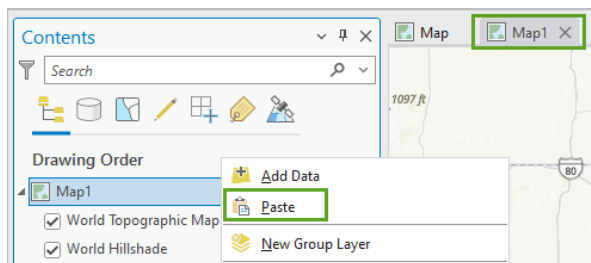 Contents
Map
Map1
Search
1097 ft
Drawing Order
Add Data
80
Map1
Paste
World Topographic Map
World Hillshade
New Group Layer